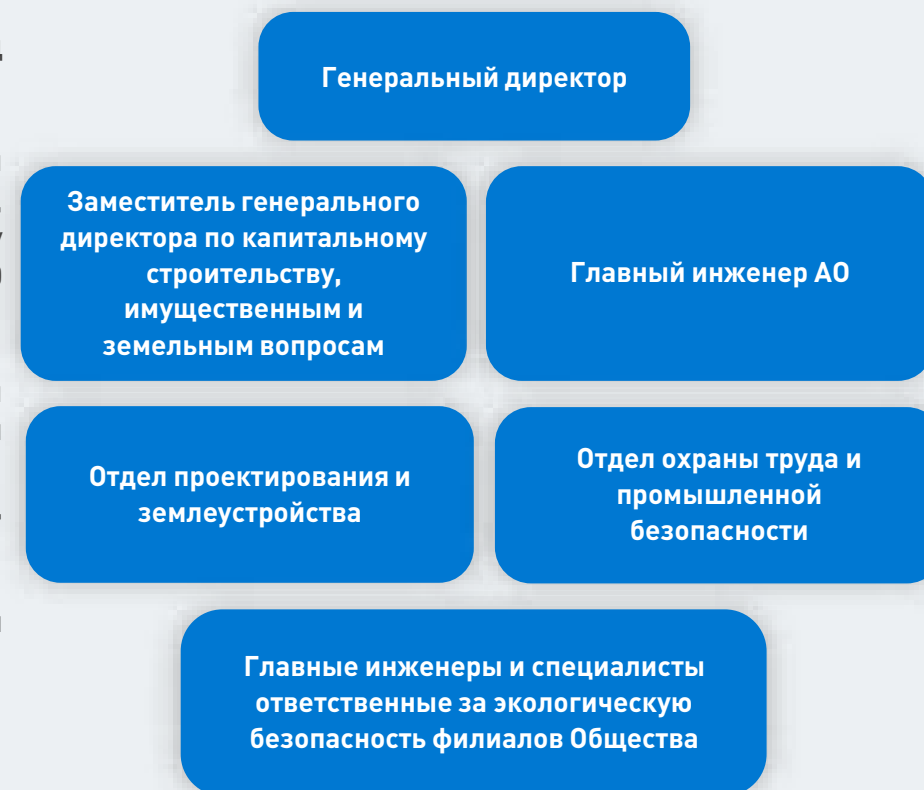 Генеральный директор
Заместитель генерального
директора по капитальному
строительству,
имущественным и
земельным вопросам
Главный инженер АО
Отдел проектирования и
землеустройства
Отдел охраны труда и
промышленной
безопасности
Главные инженеры и специалисты
ответственные за экологическую
безопасность филиалов Общества